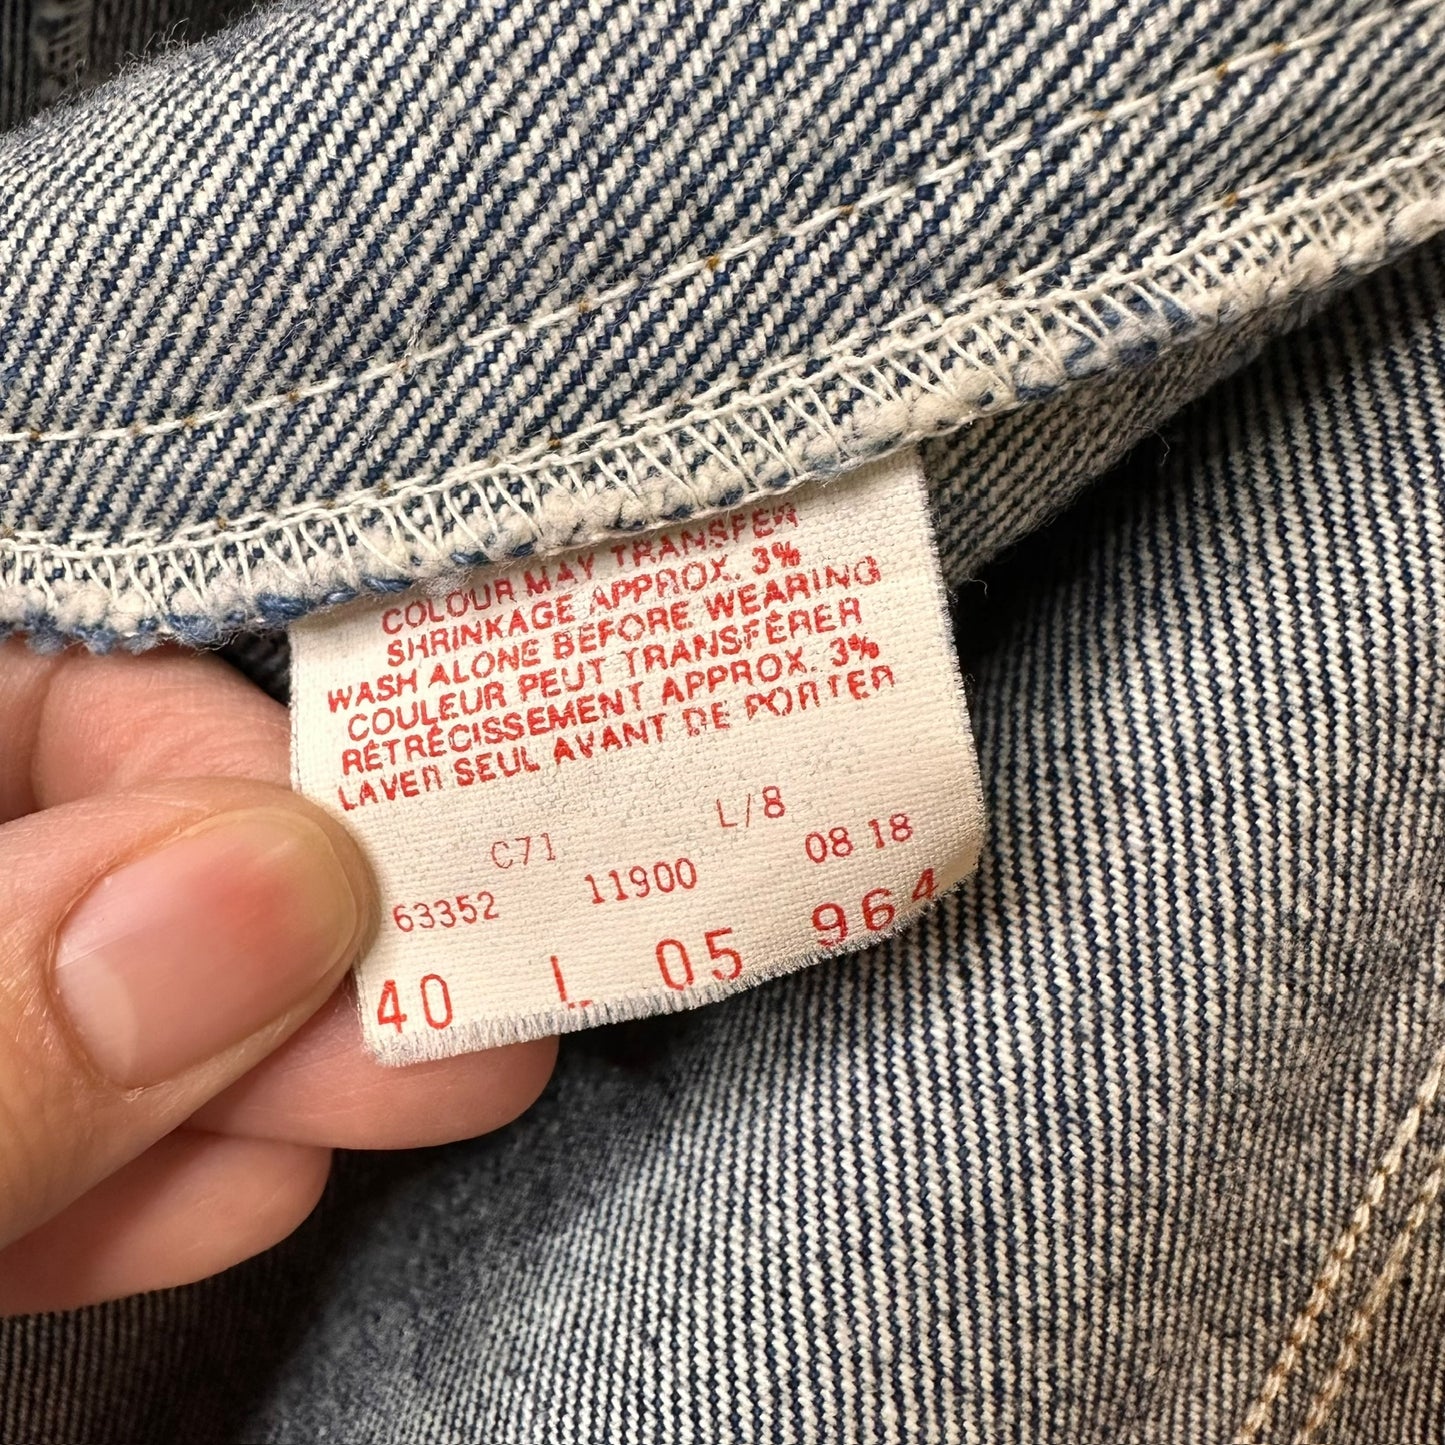 COLOUR MAY TRANSFER
SHRINKAGE APPROX. 3%
WASH ALONE BEFORE WEARING
COULEUR PEUT TRANSFÉRER
RÉTRÉCISSEMENT APPROX. 3%
LAVER SEUL AVANT DE PORTER
C71 L/8
63352 11900 08 18
40 L 05 964